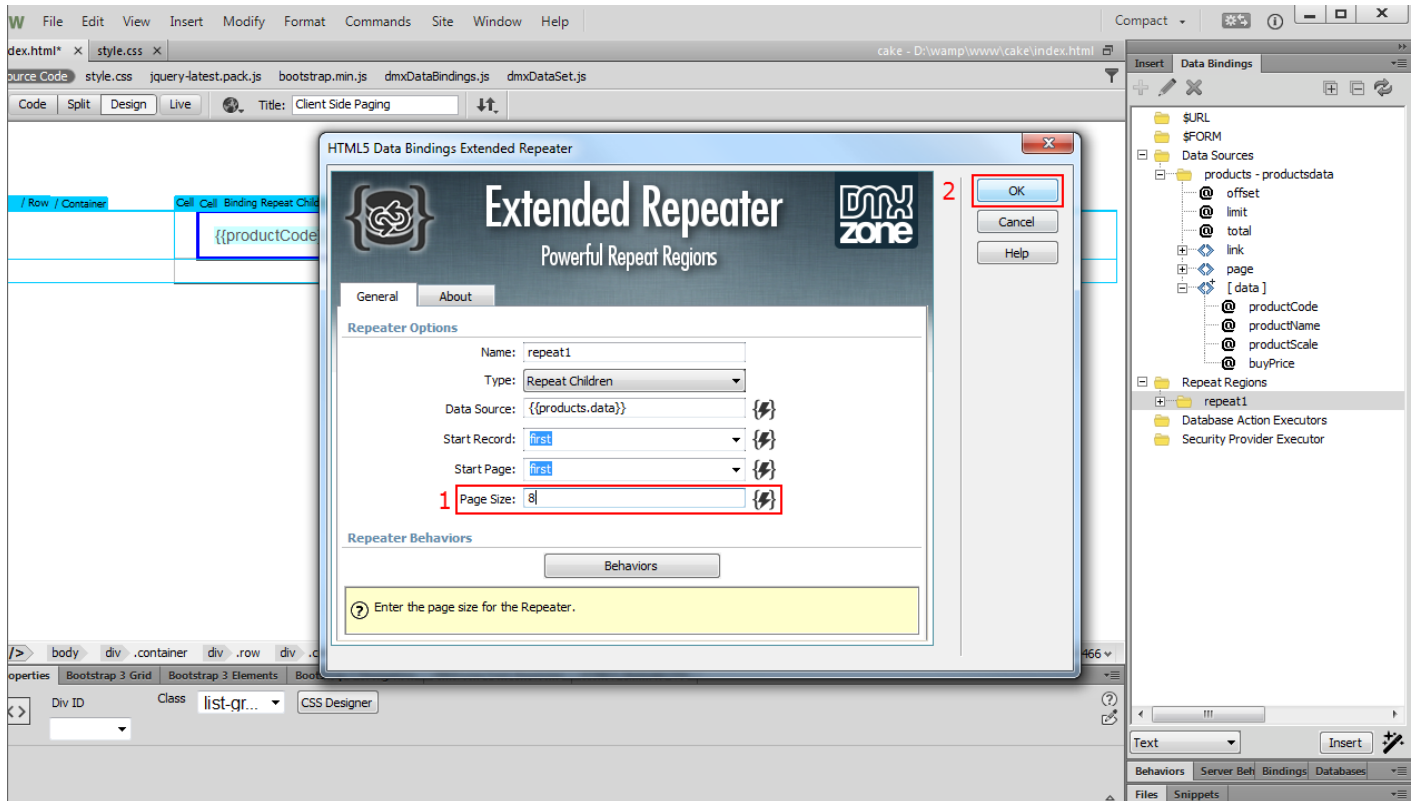 W File Edit View Insert Modify Format Commands Site Window Help Compact
dex.html* × style.css × cake - D:\wamp\www\cake\index.html
ource Code style.css jquery-latest.pack.js bootstrap.min.js dmxDataBindings.js dmxDataSet.js
Code Split Design Live Title: Client Side Paging
/ Row / Container Cell Cell Binding Repeat Child
{{productCode
HTML5 Data Bindings Extended Repeater
Extended Repeater
Powerful Repeat Regions
DMX
zone
General About
Repeater Options
Name: repeat1
Type: Repeat Children
Data Source: {{products.data}}
Start Record: first
Start Page: first
1 Page Size: 8
Repeater Behaviors
Behaviors
? Enter the page size for the Repeater.
2 OK
Cancel
Help
/> body div .container div .row div .c 466
operties Bootstrap 3 Grid Bootstrap 3 Elements Boot
Div ID Class list-gr... CSS Designer
Insert Data Bindings
$URL
$FORM
Data Sources
products - productsdata
@ offset
@ limit
@ total
link
page
[ data ]
@ productCode
@ productName
@ productScale
@ buyPrice
Repeat Regions
repeat1
Database Action Executors
Security Provider Executor
Text Insert
Behaviors Server Beh Bindings Databases
Files Snippets